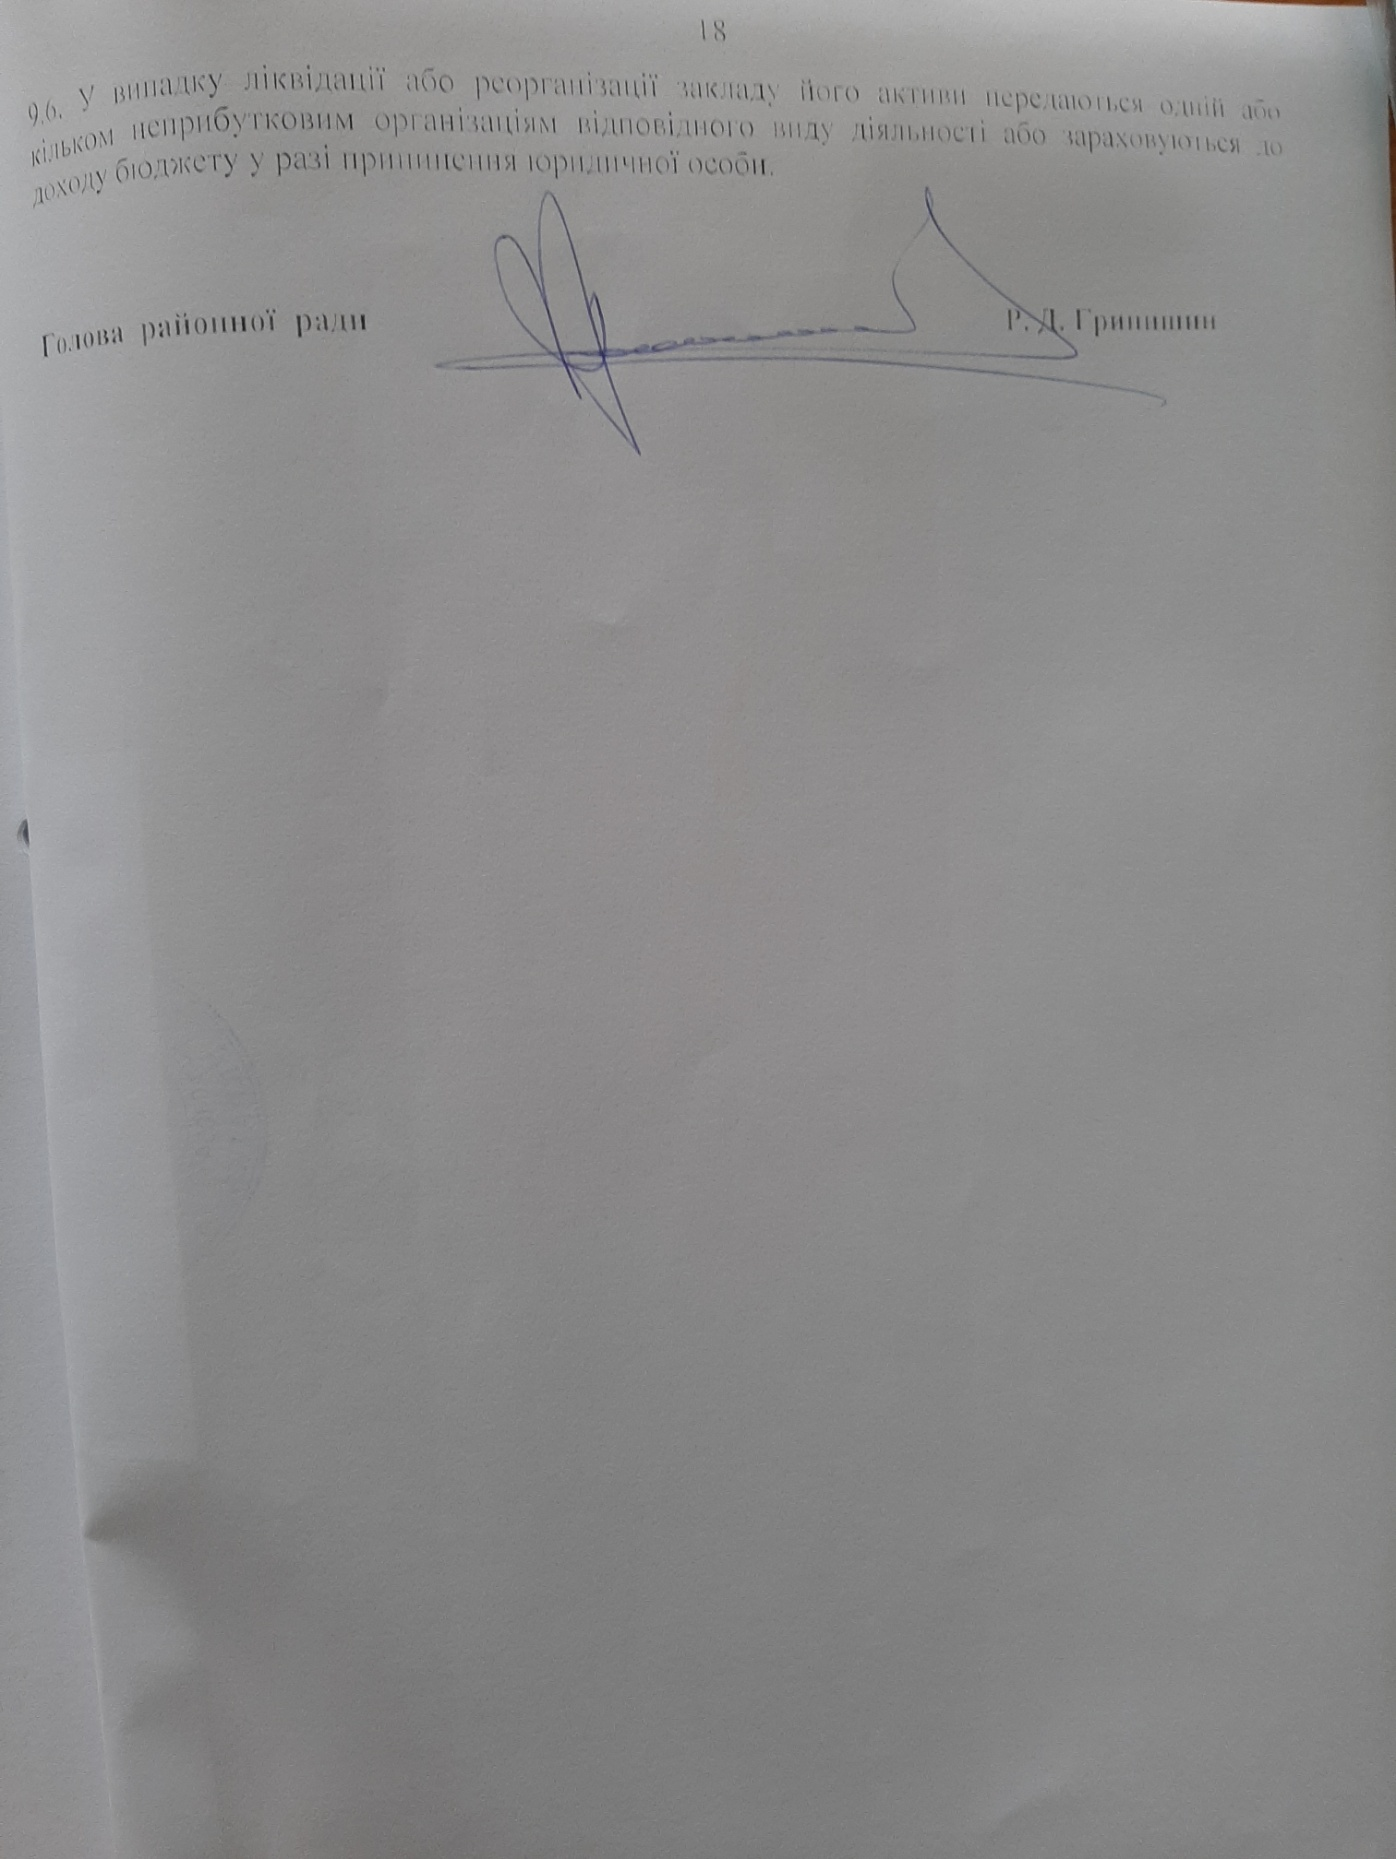 18
9.6. У випадку ліквідації або реорганізації закладу його активи передаються одній або
кільком неприбутковим організаціям відповідного виду діяльності або зараховуються до
доходу бюджету у разі припинення юридичної особи.
Голова районної ради Р. Д. Грипишин